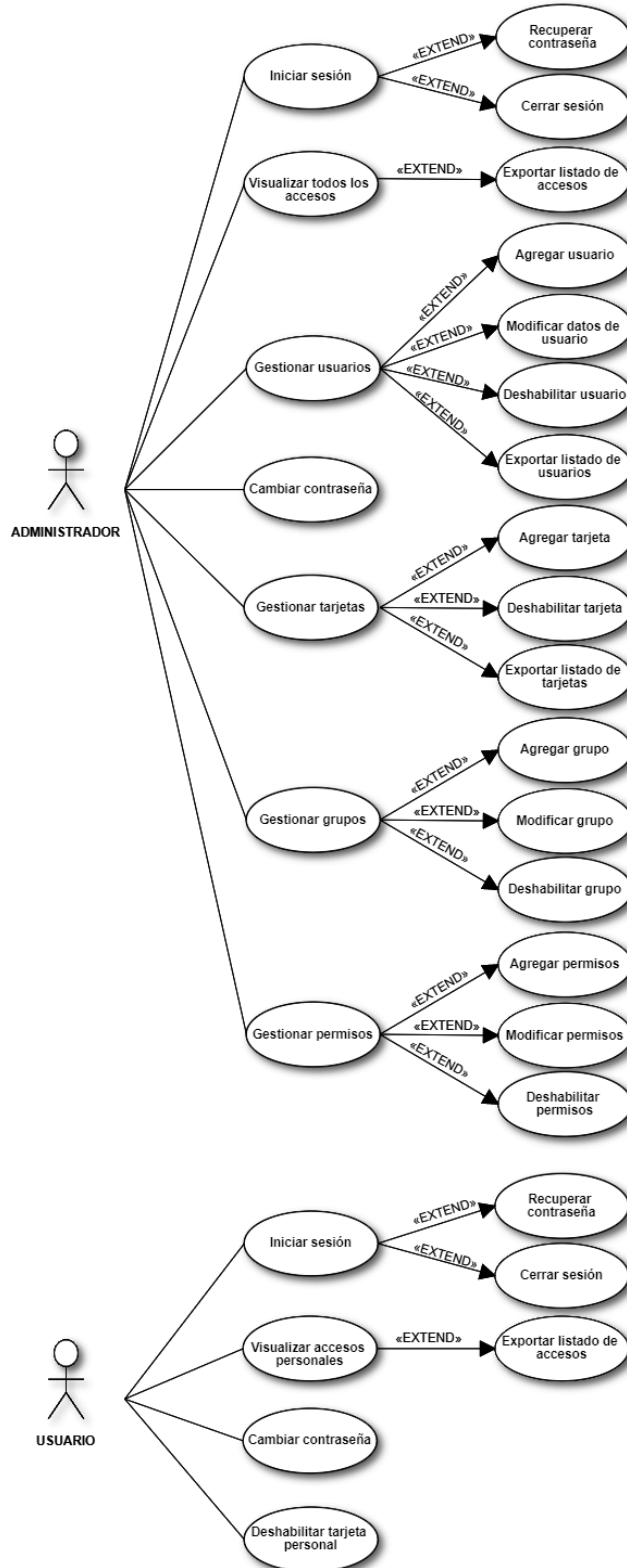 Recuperar
contraseña
«EXTEND»
Iniciar sesión
«EXTEND»
Cerrar sesión
Visualizar todos los
accesos
«EXTEND»
Exportar listado de
accesos
Agregar usuario
«EXTEND»
Modificar datos de
usuario
«EXTEND»
Gestionar usuarios
«EXTEND»
Deshabilitar usuario
«EXTEND»
Exportar listado de
usuarios
ADMINISTRADOR
Cambiar contraseña
Agregar tarjeta
«EXTEND»
Gestionar tarjetas
«EXTEND»
Deshabilitar tarjeta
«EXTEND»
Exportar listado de
tarjetas
Agregar grupo
«EXTEND»
Gestionar grupos
«EXTEND»
Modificar grupo
«EXTEND»
Deshabilitar grupo
Agregar permisos
«EXTEND»
Gestionar permisos
«EXTEND»
Modificar permisos
«EXTEND»
Deshabilitar
permisos
Recuperar
contraseña
«EXTEND»
Iniciar sesión
«EXTEND»
Cerrar sesión
Visualizar accesos
personales
«EXTEND»
Exportar listado de
accesos
USUARIO
Cambiar contraseña
Deshabilitar tarjeta
personal